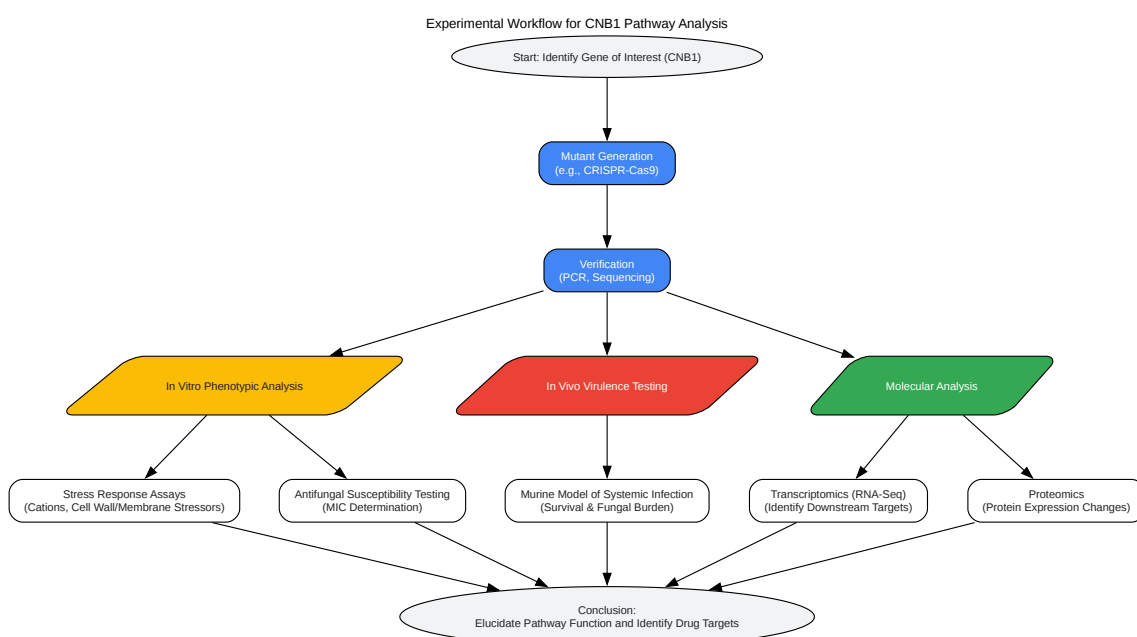 Experimental Workflow for CNB1 Pathway Analysis
Start: Identify Gene of Interest (CNB1)
Mutant Generation
(e.g., CRISPR-Cas9)
Verification
(PCR, Sequencing)
In Vitro Phenotypic Analysis
In Vivo Virulence Testing
Molecular Analysis
Stress Response Assays
(Cations, Cell Wall/Membrane Stressors)
Antifungal Susceptibility Testing
(MIC Determination)
Murine Model of Systemic Infection
(Survival & Fungal Burden)
Transcriptomics (RNA-Seq)
(Identify Downstream Targets)
Proteomics
(Protein Expression Changes)
Conclusion:
Elucidate Pathway Function and Identify Drug Targets